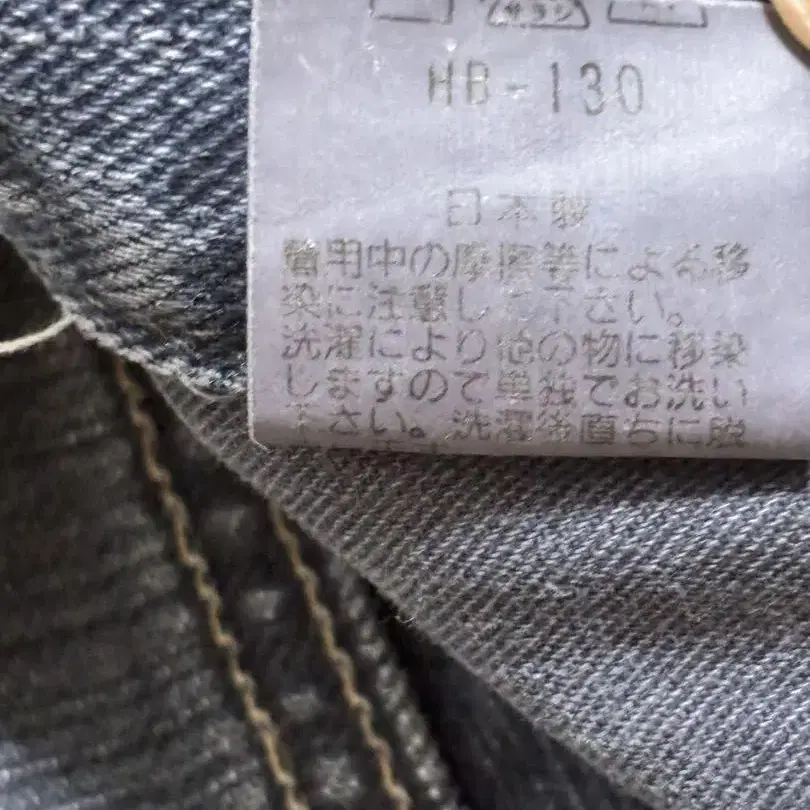 HB-130
日本製
着用中の摩擦等による移
染に注意して下さい。
洗濯により他の物に移染
しますので単独でお洗い
下さい。洗濯後直ちに脱